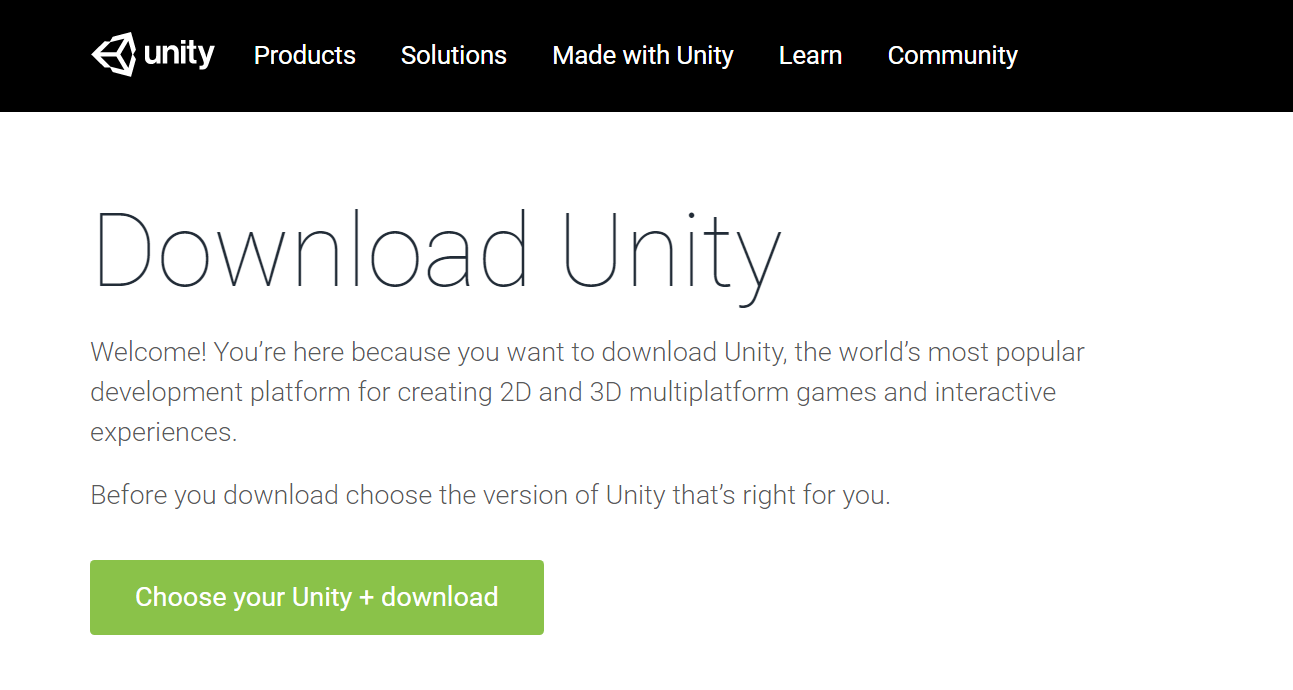 unity Products Solutions Made with Unity Learn Community
Download Unity
Welcome! You’re here because you want to download Unity, the world’s most popular
development platform for creating 2D and 3D multiplatform games and interactive
experiences.
Before you download choose the version of Unity that’s right for you.
Choose your Unity + download